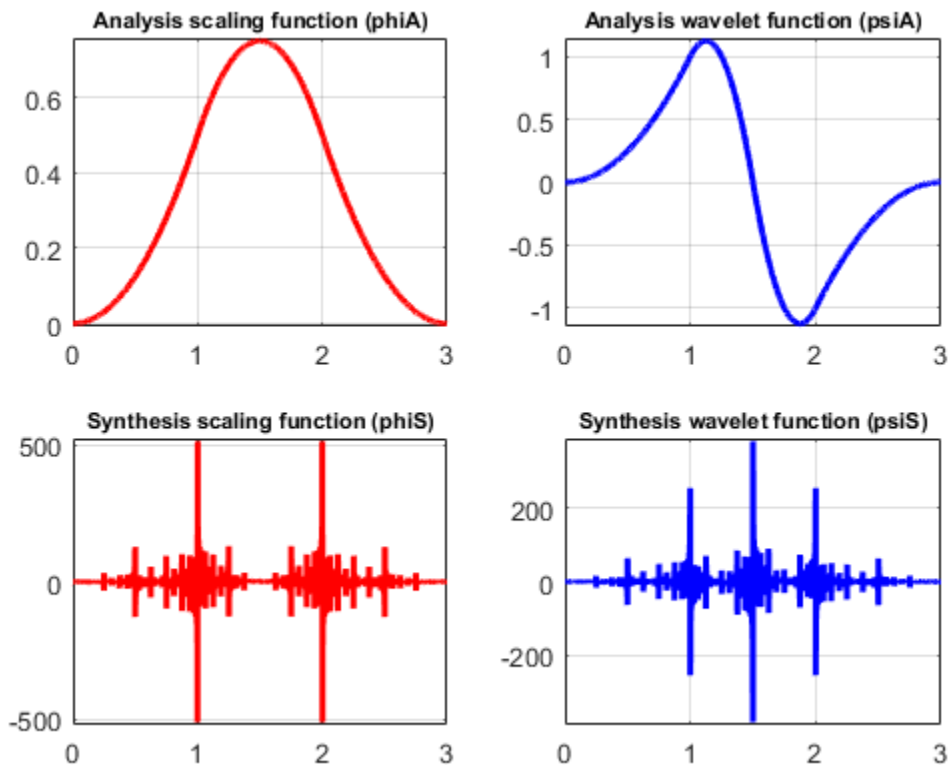 Analysis scaling function (phiA)
0.6
0.4
0.2
0
0 1 2 3
Analysis wavelet function (psiA)
1
0.5
0
-0.5
-1
0 1 2 3
Synthesis scaling function (phiS)
500
0
-500
0 1 2 3
Synthesis wavelet function (psiS)
200
0
-200
0 1 2 3